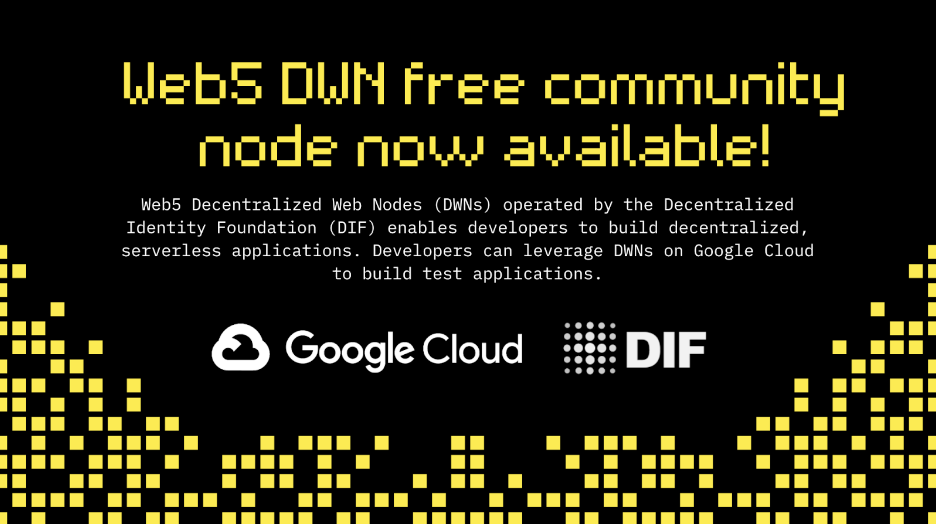 Web5 DWN free community
node now available!
Web5 Decentralized Web Nodes (DWNs) operated by the Decentralized
Identity Foundation (DIF) enables developers to build decentralized,
serverless applications. Developers can leverage DWNs on Google Cloud
to build test applications.
Google Cloud DIF